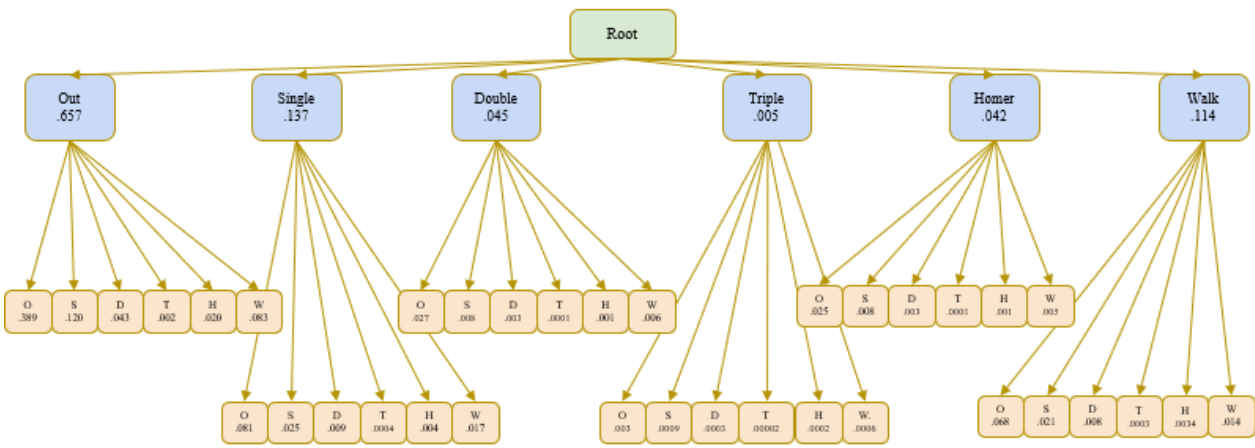 Root
Out
.657
Single
.137
Double
.045
Triple
.005
Homer
.042
Walk
.114
O S D T H W
.389 .120 .043 .002 .020 .083
O S D T H W
.027 .008 .003 .0001 .001 .006
O S D T H W
.025 .008 .003 .0001 .001 .005
O S D T H W
.081 .025 .009 .0004 .004 .017
O S D T H W.
.003 .0009 .0003 .00002 .0002 .0006
O S D T H W
.068 .021 .008 .0003 .0034 .014